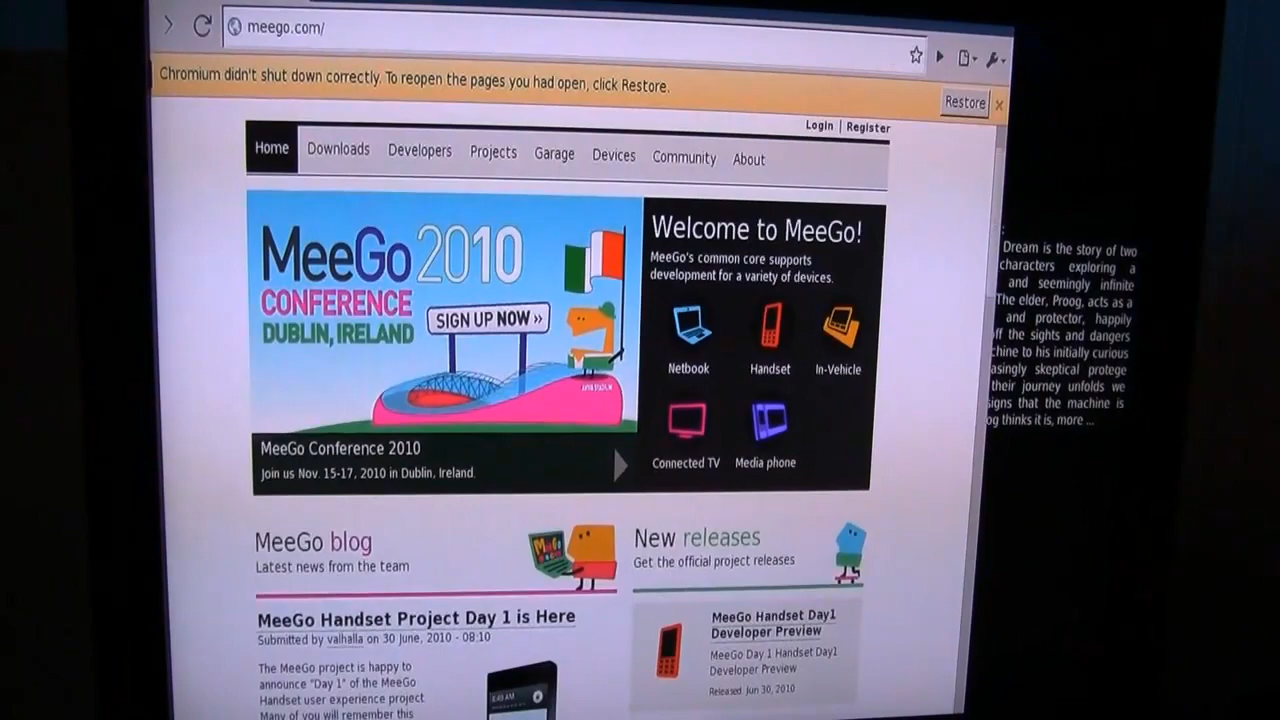 meego.com/
Chromium didn't shut down correctly. To reopen the pages you had open, click Restore.
Restore
Login | Register
Home Downloads Developers Projects Garage Devices Community About
MeeGo 2010
CONFERENCE
DUBLIN, IRELAND
SIGN UP NOW »
MeeGo Conference 2010
Join us Nov. 15-17, 2010 in Dublin, Ireland.
Welcome to MeeGo!
MeeGo's common core supports
development for a variety of devices.
Netbook Handset In-Vehicle
Connected TV Media phone
Dream is the story of two
characters exploring a
and seemingly infinite
The elder, Proog, acts as a
and protector, happily
the sights and dangers
to his initially curious
skeptical protege
their journey unfolds we
that the machine is
thinks it is, more ...
MeeGo blog
Latest news from the team
MeeGo Handset Project Day 1 is Here
Submitted by valhalla on 30 June, 2010 - 08:10
The MeeGo project is happy to
announce "Day 1" of the MeeGo
Handset user experience project
Many of you will remember this
New releases
Get the official project releases
MeeGo Handset Day1
Developer Preview
MeeGo Day 1 Handset Day1
Developer Preview
Released Jun 30, 2010